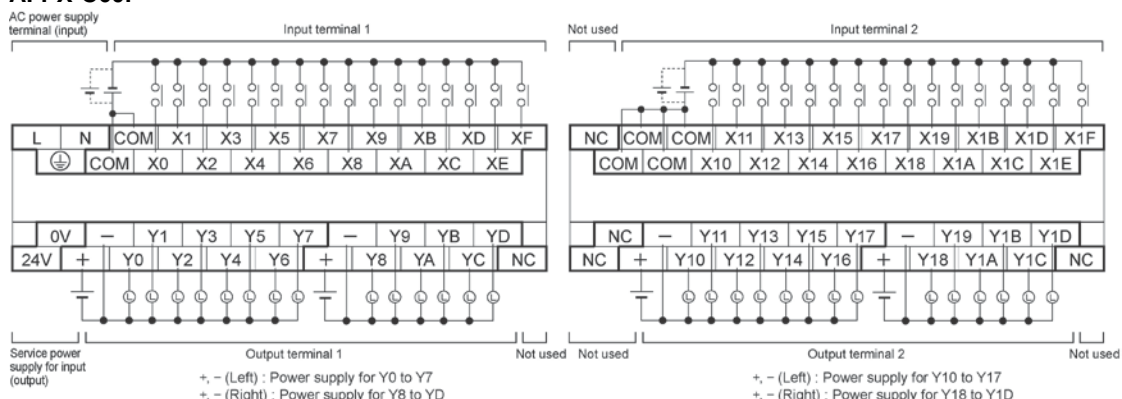 AC power supply
terminal (input)
Input terminal 1
L N COM X1 X3 X5 X7 X9 XB XD XF
COM X0 X2 X4 X6 X8 XA XC XE
0V − Y1 Y3 Y5 Y7 − Y9 YB YD
24V + Y0 Y2 Y4 Y6 + Y8 YA YC NC
L L L L L L L L L L L L L L
Service power
supply for input
(output)
Output terminal 1
Not used
+, − (Left) : Power supply for Y0 to Y7
+, − (Right) : Power supply for Y8 to YD
Not used
Input terminal 2
NC COM COM X11 X13 X15 X17 X19 X1B X1D X1F
COM COM X10 X12 X14 X16 X18 X1A X1C X1E
NC − Y11 Y13 Y15 Y17 − Y19 Y1B Y1D
NC + Y10 Y12 Y14 Y16 + Y18 Y1A Y1C NC
L L L L L L L L L L L L L L
Not used
Output terminal 2
Not used
+, − (Left) : Power supply for Y10 to Y17
+, − (Right) : Power supply for Y18 to Y1D